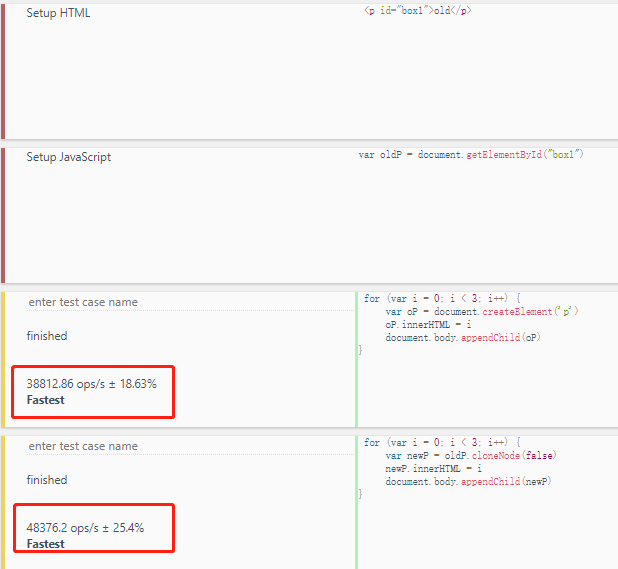 Setup HTML
<p id="box1">old</p>
Setup JavaScript
var oldP = document.getElementById("box1")
enter test case name
finished
38812.86 ops/s ± 18.63%
Fastest
for (var i = 0; i < 3; i++) {
    var oP = document.createElement('p')
    oP.innerHTML = i
    document.body.appendChild(oP)
}
enter test case name
finished
48376.2 ops/s ± 25.4%
Fastest
for (var i = 0; i < 3; i++) {
    var newP = oldP.cloneNode(false)
    newP.innerHTML = i
    document.body.appendChild(newP)
}